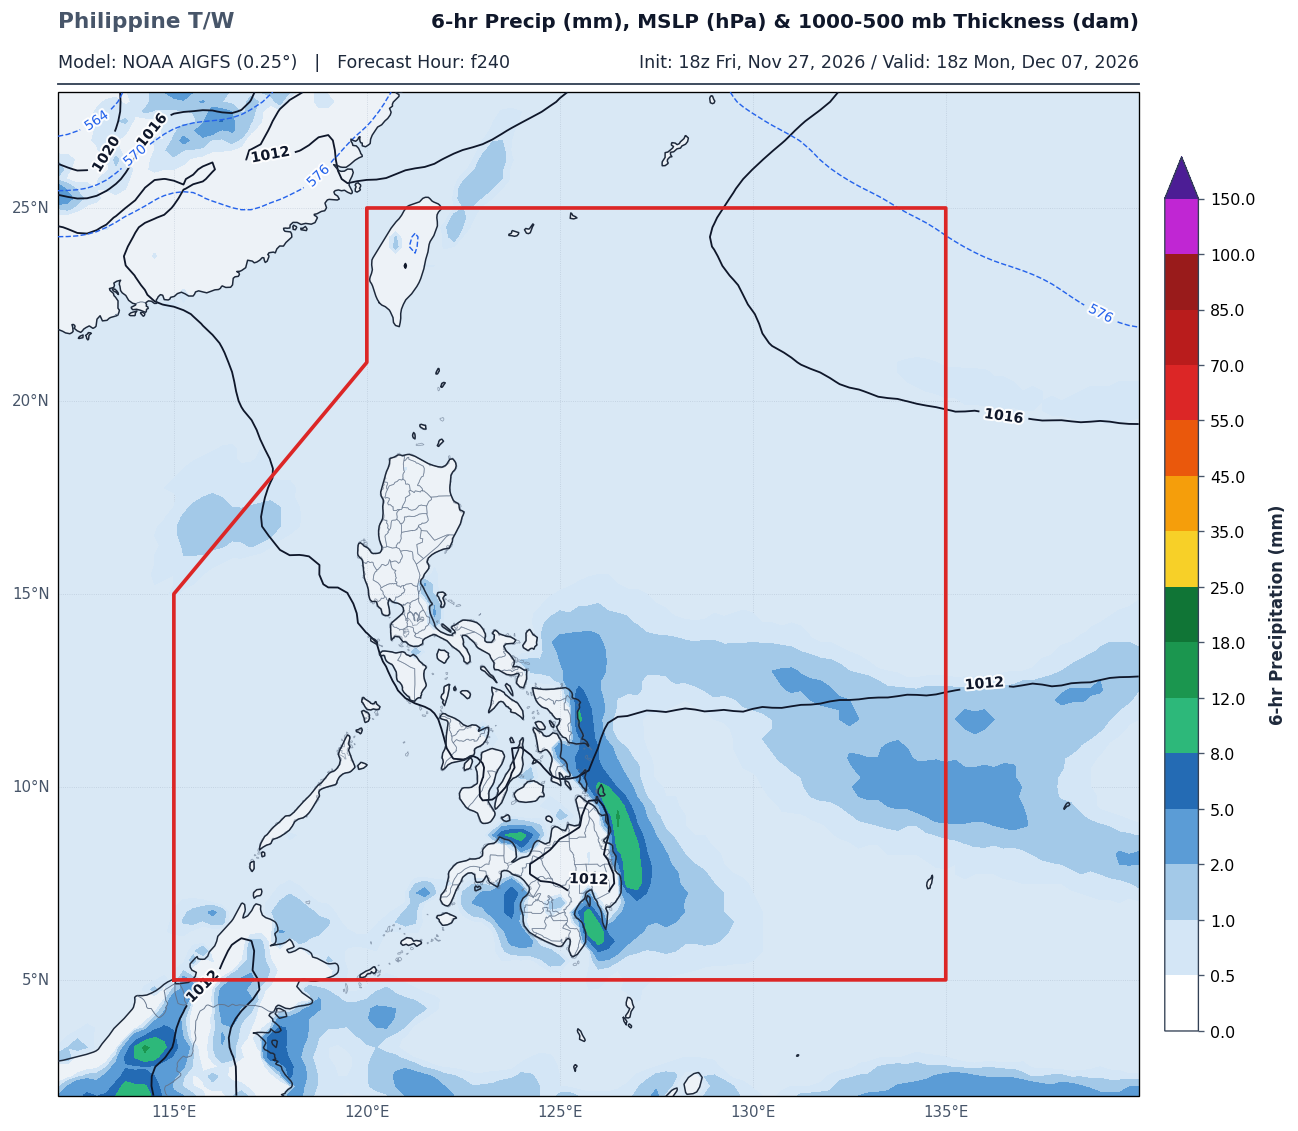 Philippine T/W
6-hr Precip (mm), MSLP (hPa) & 1000-500 mb Thickness (dam)
Model: NOAA AIGFS (0.25°) | Forecast Hour: f240
Init: 18z Fri, Nov 27, 2026 / Valid: 18z Mon, Dec 07, 2026
564
1020
1016
570
1012
576
576
1016
1012
1012
1012
25°N
20°N
15°N
10°N
5°N
115°E
120°E
125°E
130°E
135°E
150.0
100.0
85.0
70.0
55.0
45.0
35.0
25.0
18.0
12.0
8.0
5.0
2.0
1.0
0.5
0.0
6-hr Precipitation (mm)